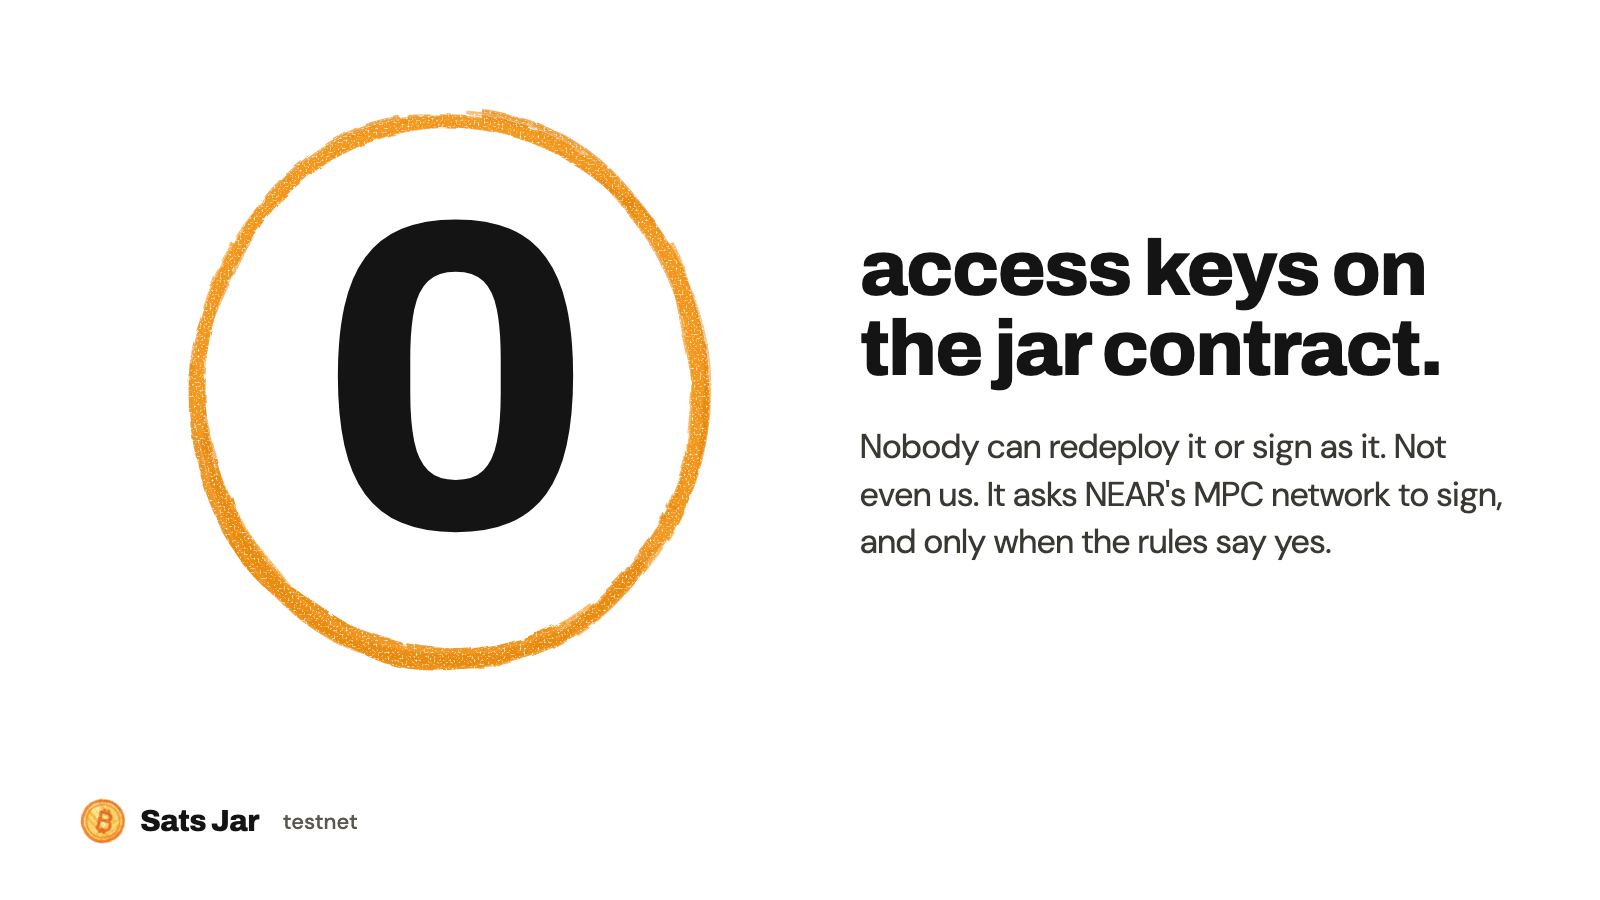 0
access keys on
the jar contract.
Nobody can redeploy it or sign as it. Not
even us. It asks NEAR's MPC network to sign,
and only when the rules say yes.
Sats Jar testnet